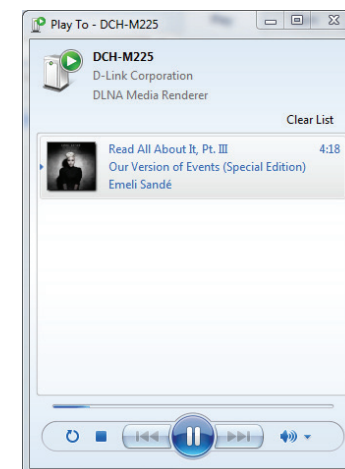 Play To - DCH-M225
DCH-M225
D-Link Corporation
DLNA Media Renderer
Clear List
Read All About It, Pt. III 4:18
Our Version of Events (Special Edition)
Emeli Sandé